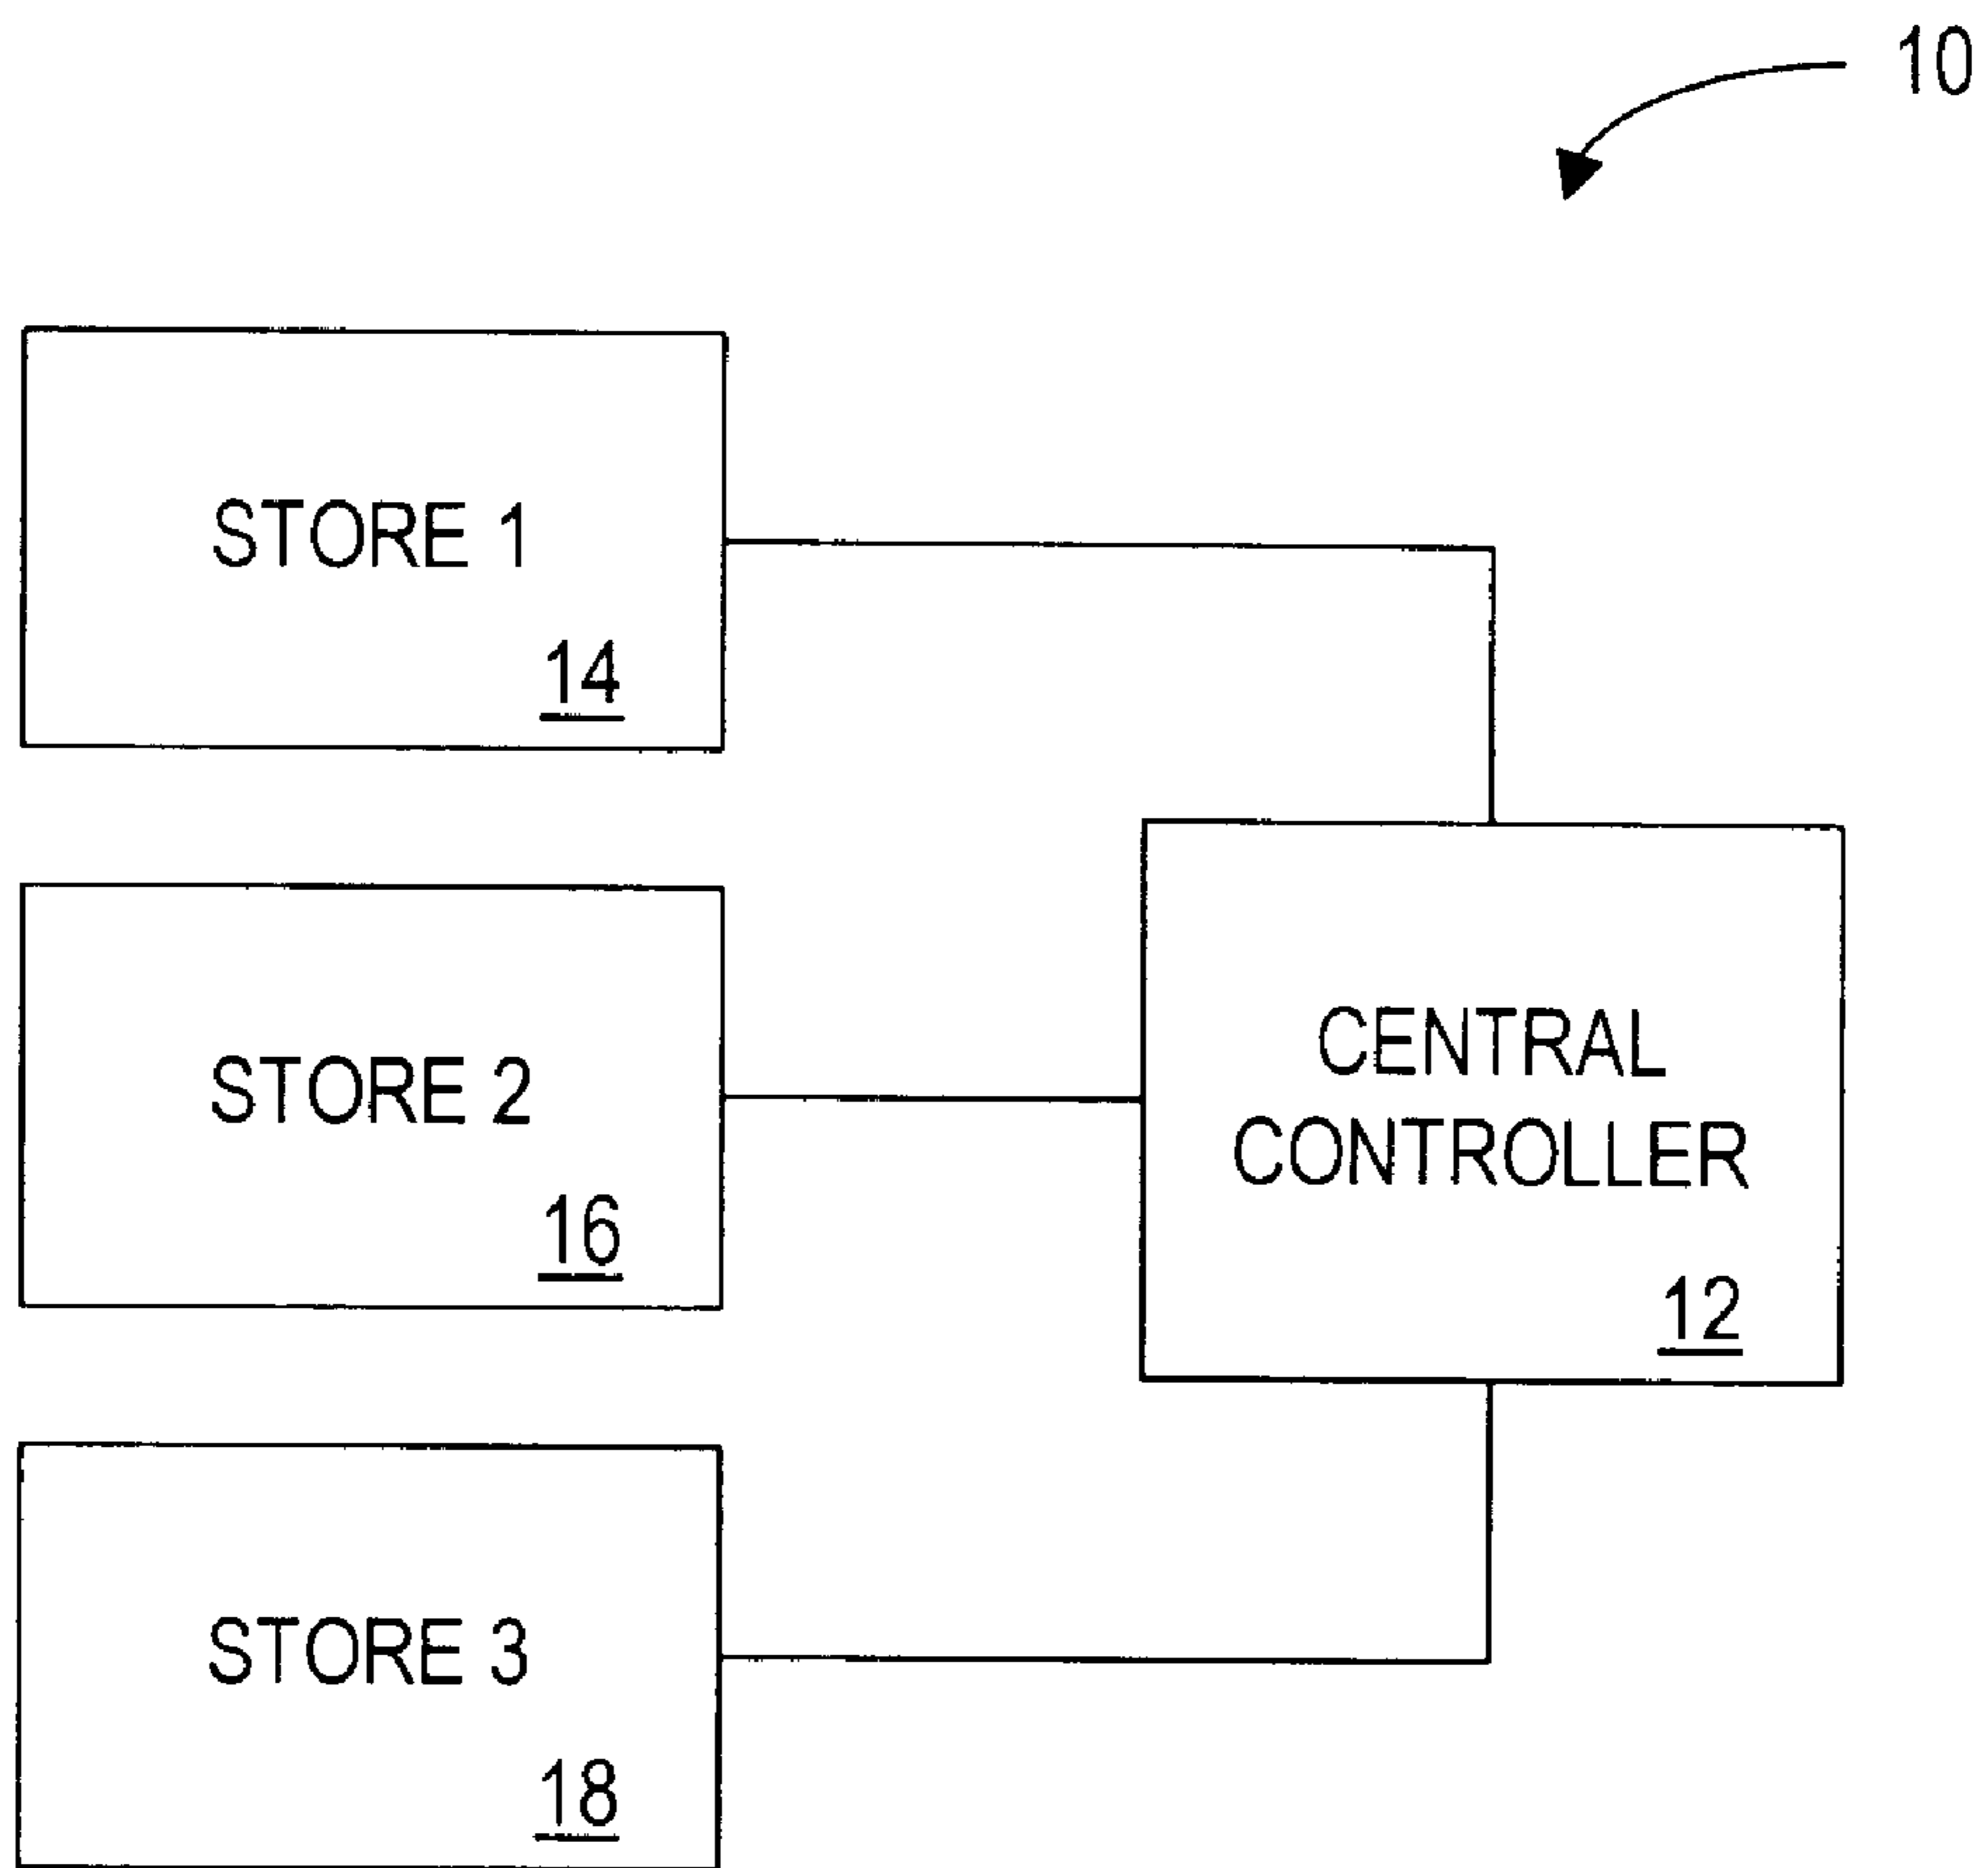 10
STORE 1
14
STORE 2
16
CENTRAL
CONTROLLER
12
STORE 3
18